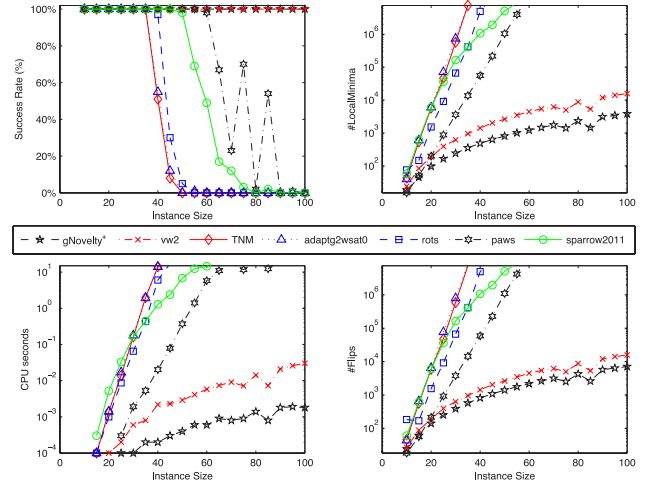 100%
80%
60%
40%
20%
0%
Success Rate (%)
0 20 40 60 80 100
Instance Size
10^6
10^5
10^4
10^3
10^2
#LocalMinima
0 20 40 60 80 100
Instance Size
gNovelty+ vw2 TNM adaptg2wsat0 rots paws sparrow2011
10^1
10^0
10^-1
10^-2
10^-3
10^-4
CPU seconds
0 20 40 60 80 100
Instance Size
10^6
10^5
10^4
10^3
10^2
#Flips
0 20 40 60 80 100
Instance Size